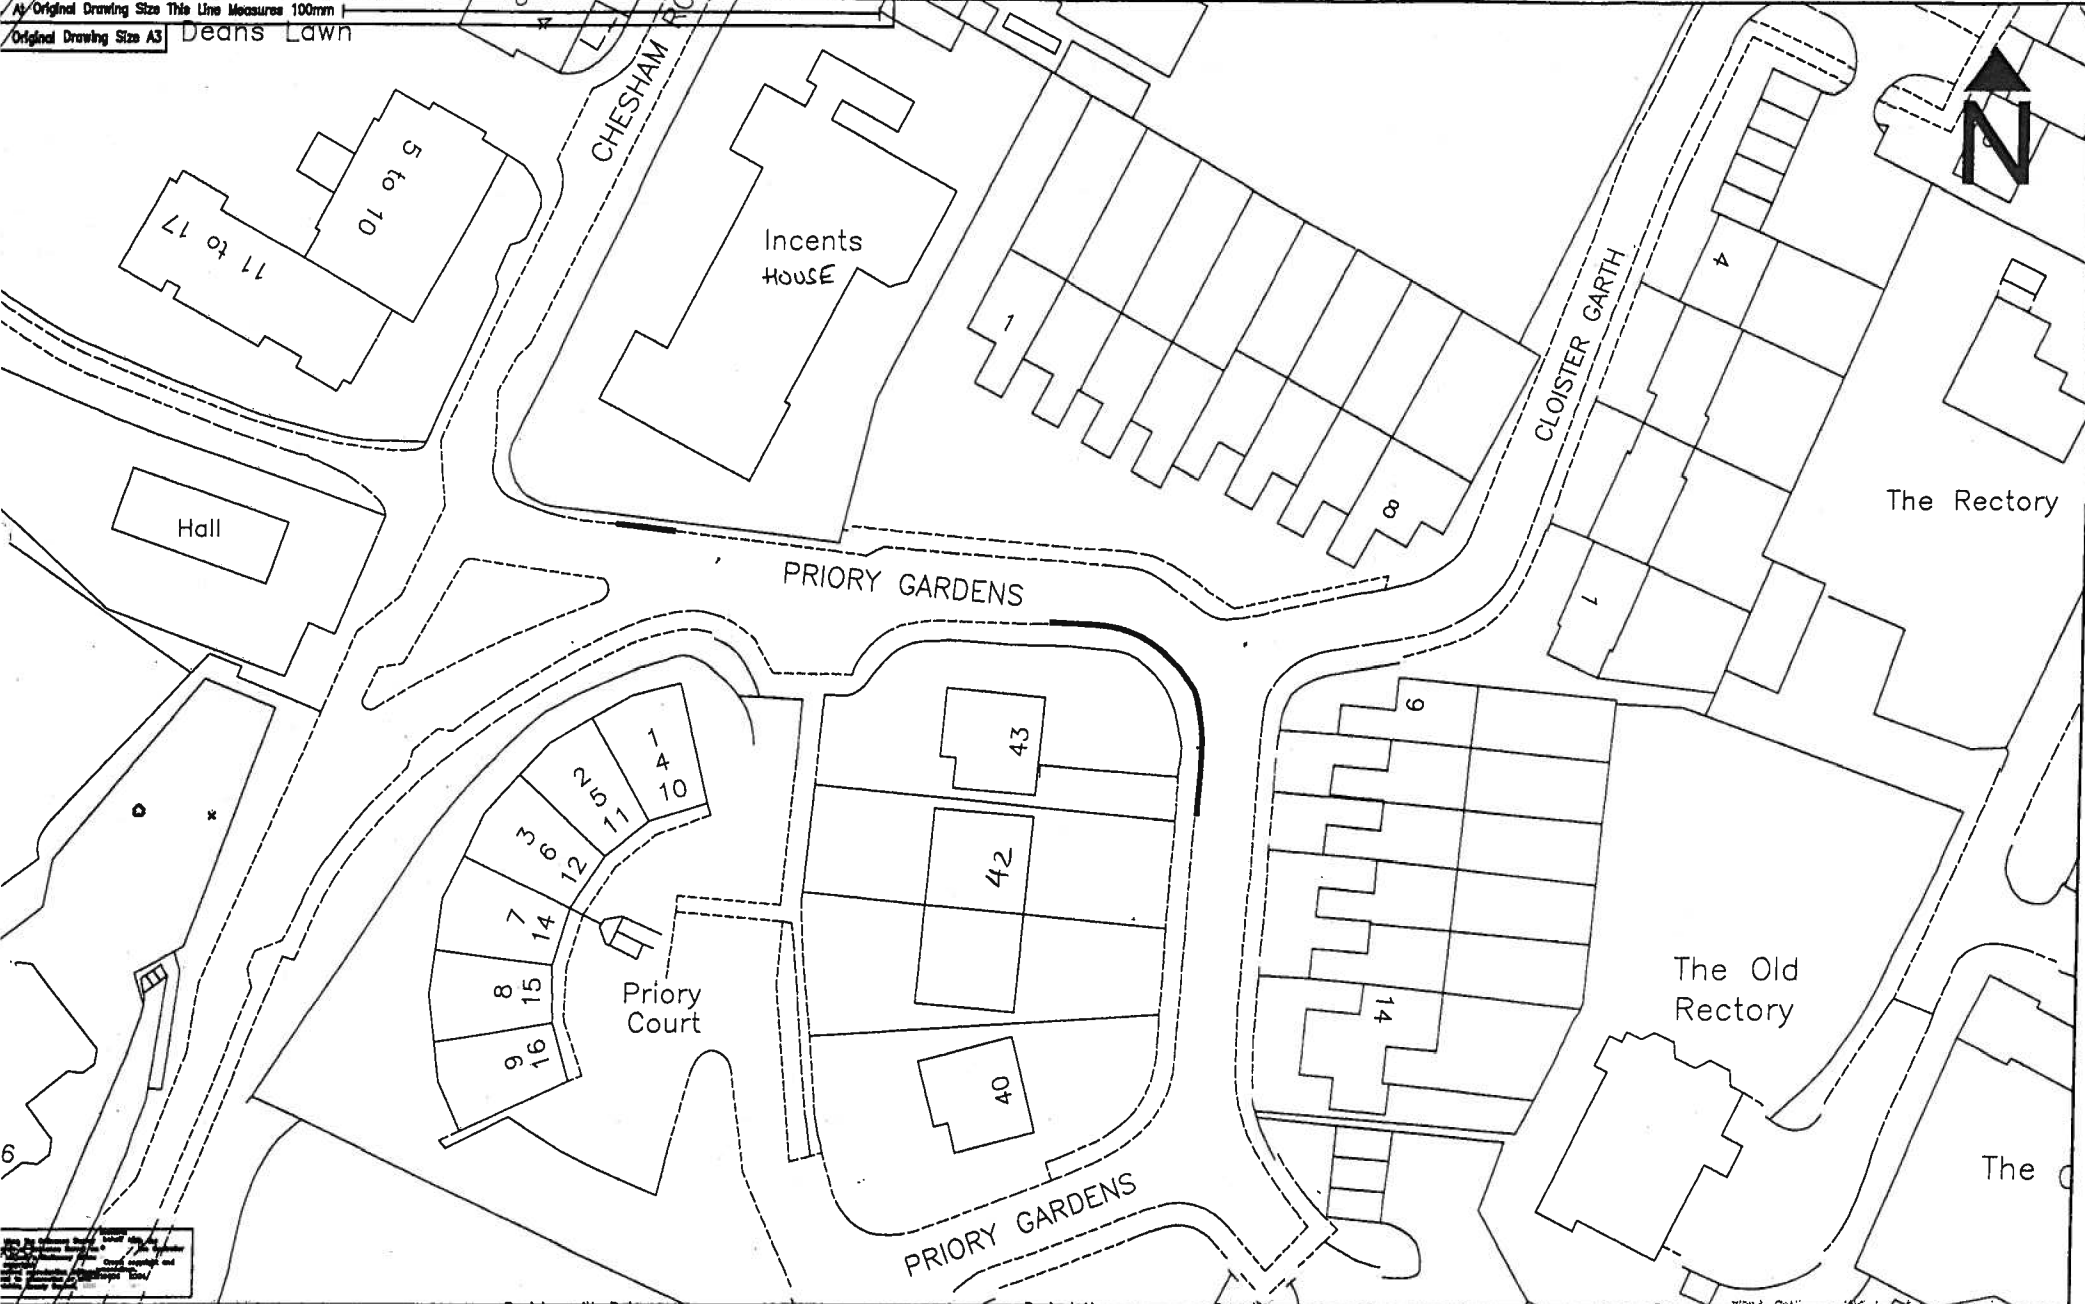 At Original Drawing Size This Line Measures 100mm
Original Drawing Size A3
Deans Lawn
CHESHAM
N
5 to 10
11 to 17
Incents
HOUSE
1
8
CLOISTER GARTH
4
The Rectory
Hall
PRIORY GARDENS
1
9
43
1
4
10
2
5
11
3
6
12
42
7
14
8
15
9
16
Priory
Court
40
14
The Old
Rectory
6
The
PRIORY GARDENS